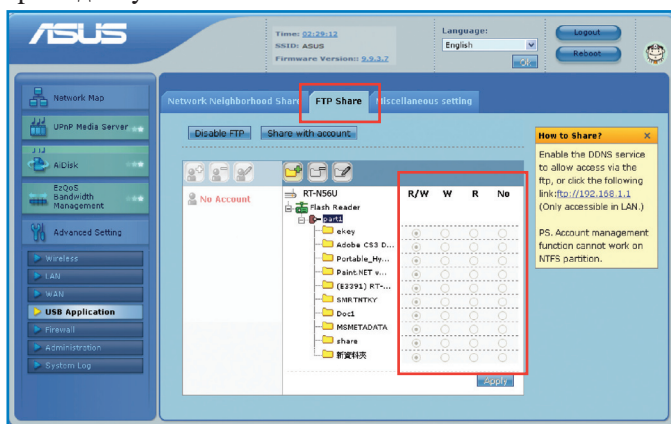 ASUS
Time: 02:29:12
SSID: ASUS
Firmware Version: 9.9.3.7
Language:
English
Logout
Reboot
Network Map
UPnP Media Server
AiDisk
EzQoS
Bandwidth
Management
Advanced Setting
Wireless
LAN
WAN
USB Application
Firewall
Administration
System Log
Network Neighborhood Share
FTP Share
Miscellaneous setting
Disable FTP
Share with account
No Account
RT-N56U
R/W W R No
Flash Reader
part1
ekey
Adobe CS3 D...
Portable_Hy...
Paint.NET v...
(E3391) RT-...
SMRTNTKY
Doc1
MSMETADATA
share
新資料夾
Apply
How to Share? X
Enable the DDNS service
to allow access via the
ftp, or click the following
link:ftp://192.168.1.1
(Only accessible in LAN.)
PS. Account management
function cannot work on
NTFS partition.